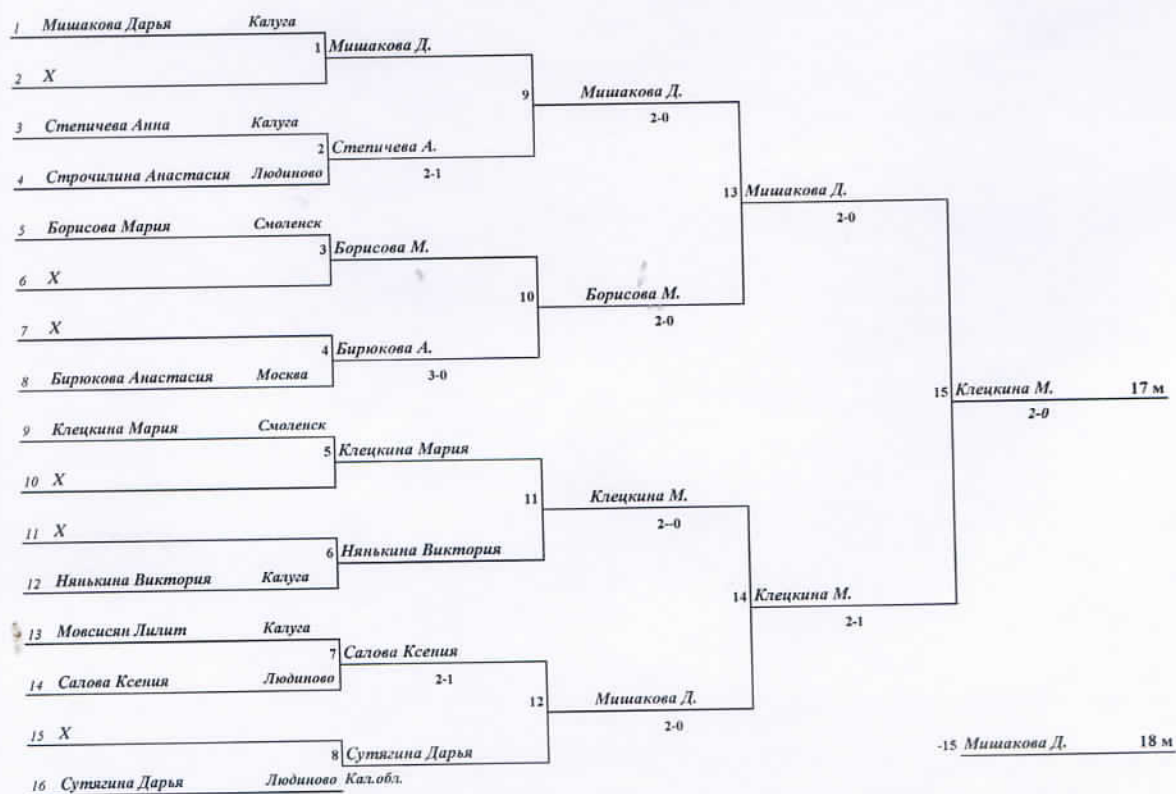 1 Мишакова Дарья Калуга
1 Мишакова Д.
2 X
9 Мишакова Д.
2-0
3 Степичева Анна Калуга
2 Степичева А.
4 Строчилина Анастасия Людиново 2-1
13 Мишакова Д.
2-0
5 Борисова Мария Смоленск
3 Борисова М.
6 X
10 Борисова М.
2-0
7 X
4 Бирюкова А.
8 Бирюкова Анастасия Москва 3-0
15 Клецкина М. 17 м
2-0
9 Клецкина Мария Смоленск
5 Клецкина Мария
10 X
11 Клецкина М.
2--0
11 X
6 Нянькина Виктория
12 Нянькина Виктория Калуга
14 Клецкина М.
2-1
13 Мовсисян Лилит Калуга
7 Салова Ксения
14 Салова Ксения Людиново 2-1
12 Мишакова Д.
2-0
15 X
8 Сутягина Дарья
-15 Мишакова Д. 18 м
16 Сутягина Дарья Людиново Кал.обл.